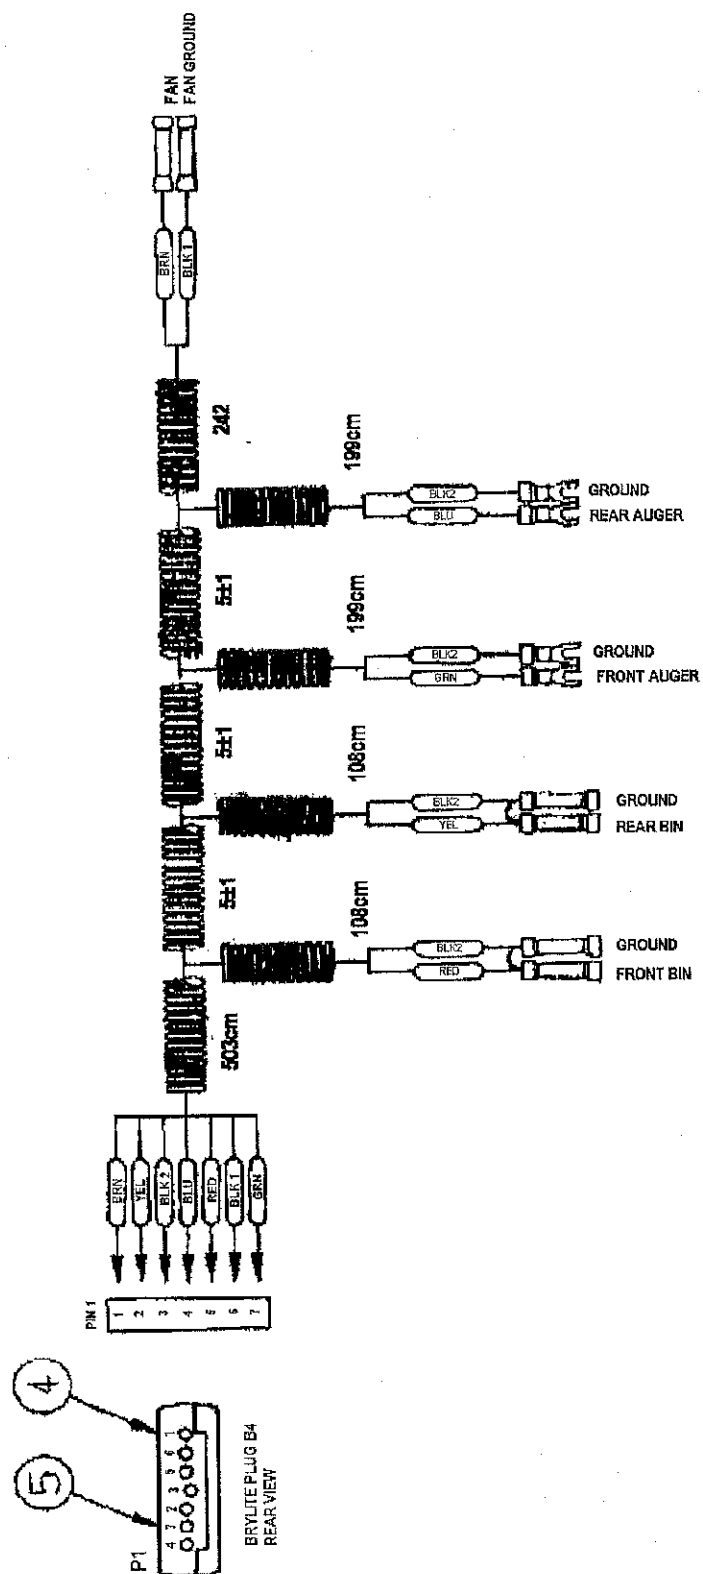 FAN
FAN GROUND
BRN
BLK 1
242
199cm
BLK2
GROUND
BLU
REAR AUGER
5±1
199cm
BLK2
GROUND
GRN
FRONT AUGER
5±1
108cm
BLK2
GROUND
YEL
REAR BIN
5±1
108cm
BLK2
GROUND
RED
FRONT BIN
503cm
BRN
YEL
BLK 2
BLU
RED
BLK 1
GRN
PIN 1
1
2
3
4
5
6
7
4
5
P1
4 7 2 3 5 6 1
BRYLITE PLUG B4
REAR VIEW